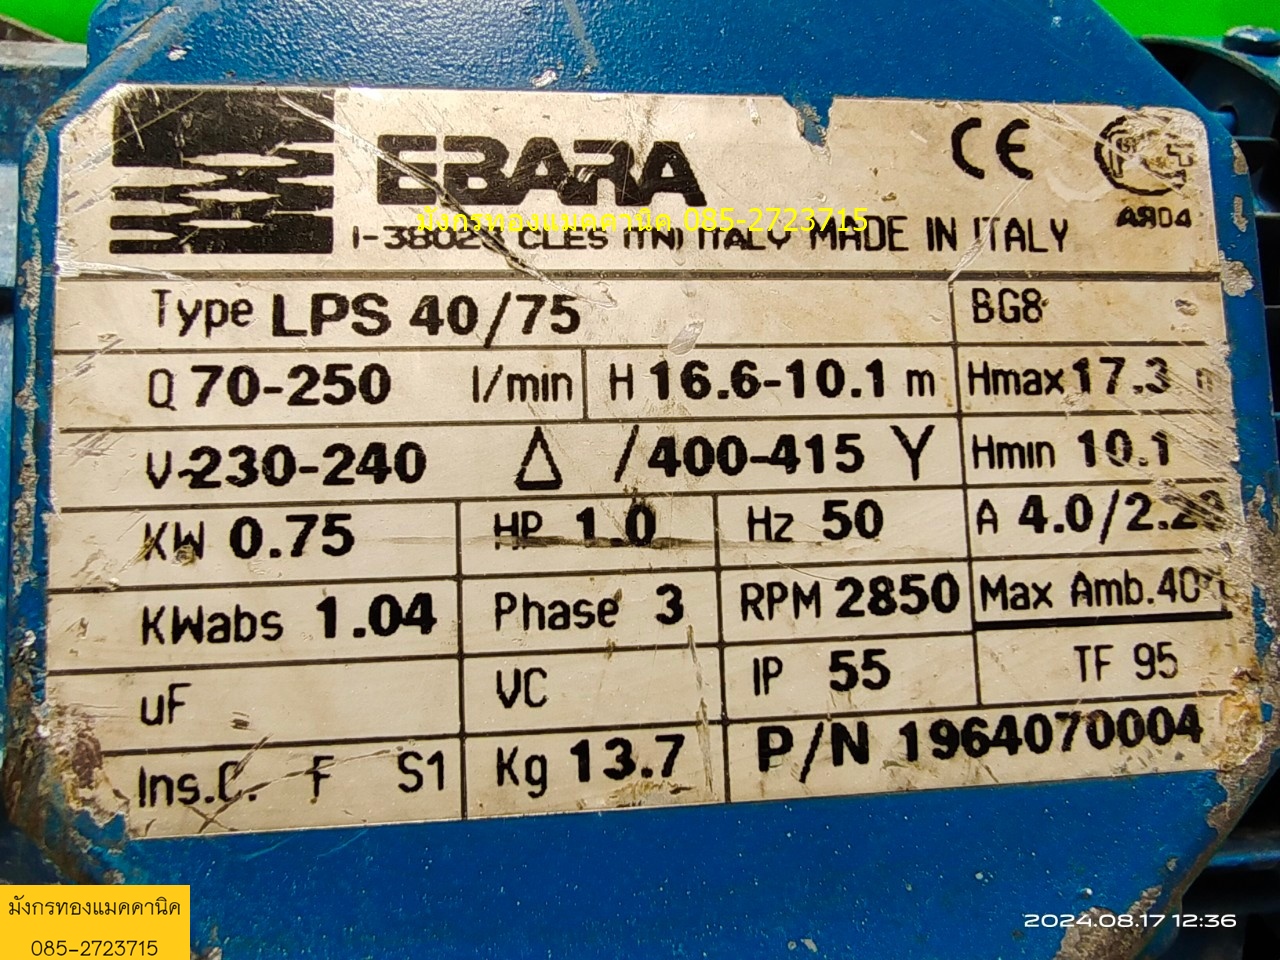 EBARA
CE
AЯ04
มังกรทองแมคคานิค 085-2723715
CLES (TN) ITALY MADE IN ITALY
Type LPS 40/75
BG8
Q 70-250 l/min H 16.6-10.1 m Hmax 17.3
V~230-240 Δ /400-415 Y Hmin 10.1
KW 0.75 HP 1.0 Hz 50 A 4.0/
KWabs 1.04 Phase 3 RPM 2850 Max Amb.
uF VC IP 55 TF 95
Ins.C. F S1 Kg 13.7 P/N 1964070004
มังกรทองแมคคานิค
085-2723715
2024.08.17 12:36